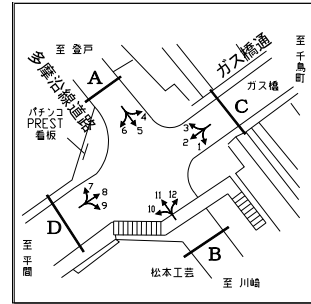 至 登戸
ガス橋通
至 千鳥町
多摩沿線道路
A
ガス橋
パチンコ
PREST
看板
C
4
5
6
3
2
1
7
8
9
11 12
10
D
B
至 平間
松本工芸
至 川崎